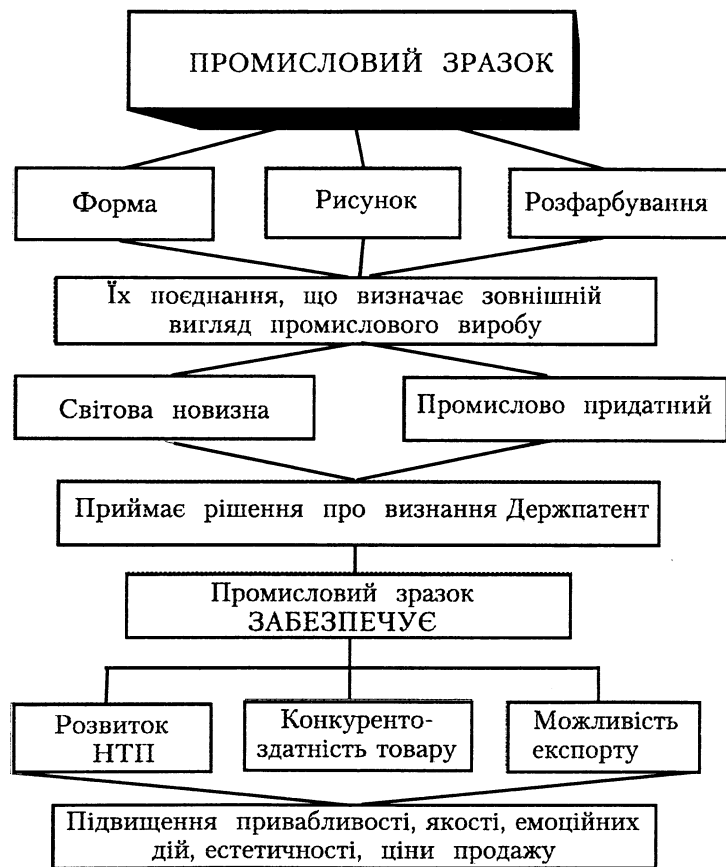 ПРОМИСЛОВИЙ ЗРАЗОК
Форма
Рисунок
Розфарбування
Їх поєднання, що визначає зовнішній
вигляд промислового виробу
Світова новизна
Промислово придатний
Приймає рішення про визнання Держпатент
Промисловий зразок
ЗАБЕЗПЕЧУЄ
Розвиток
НТП
Конкуренто-
здатність товару
Можливість
експорту
Підвищення привабливості, якості, емоційних
дій, естетичності, ціни продажу